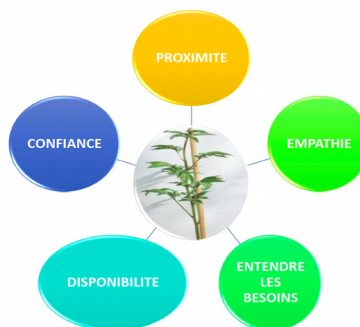 PROXIMITE
CONFIANCE
EMPATHIE
DISPONIBILITE
ENTENDRE
LES
BESOINS